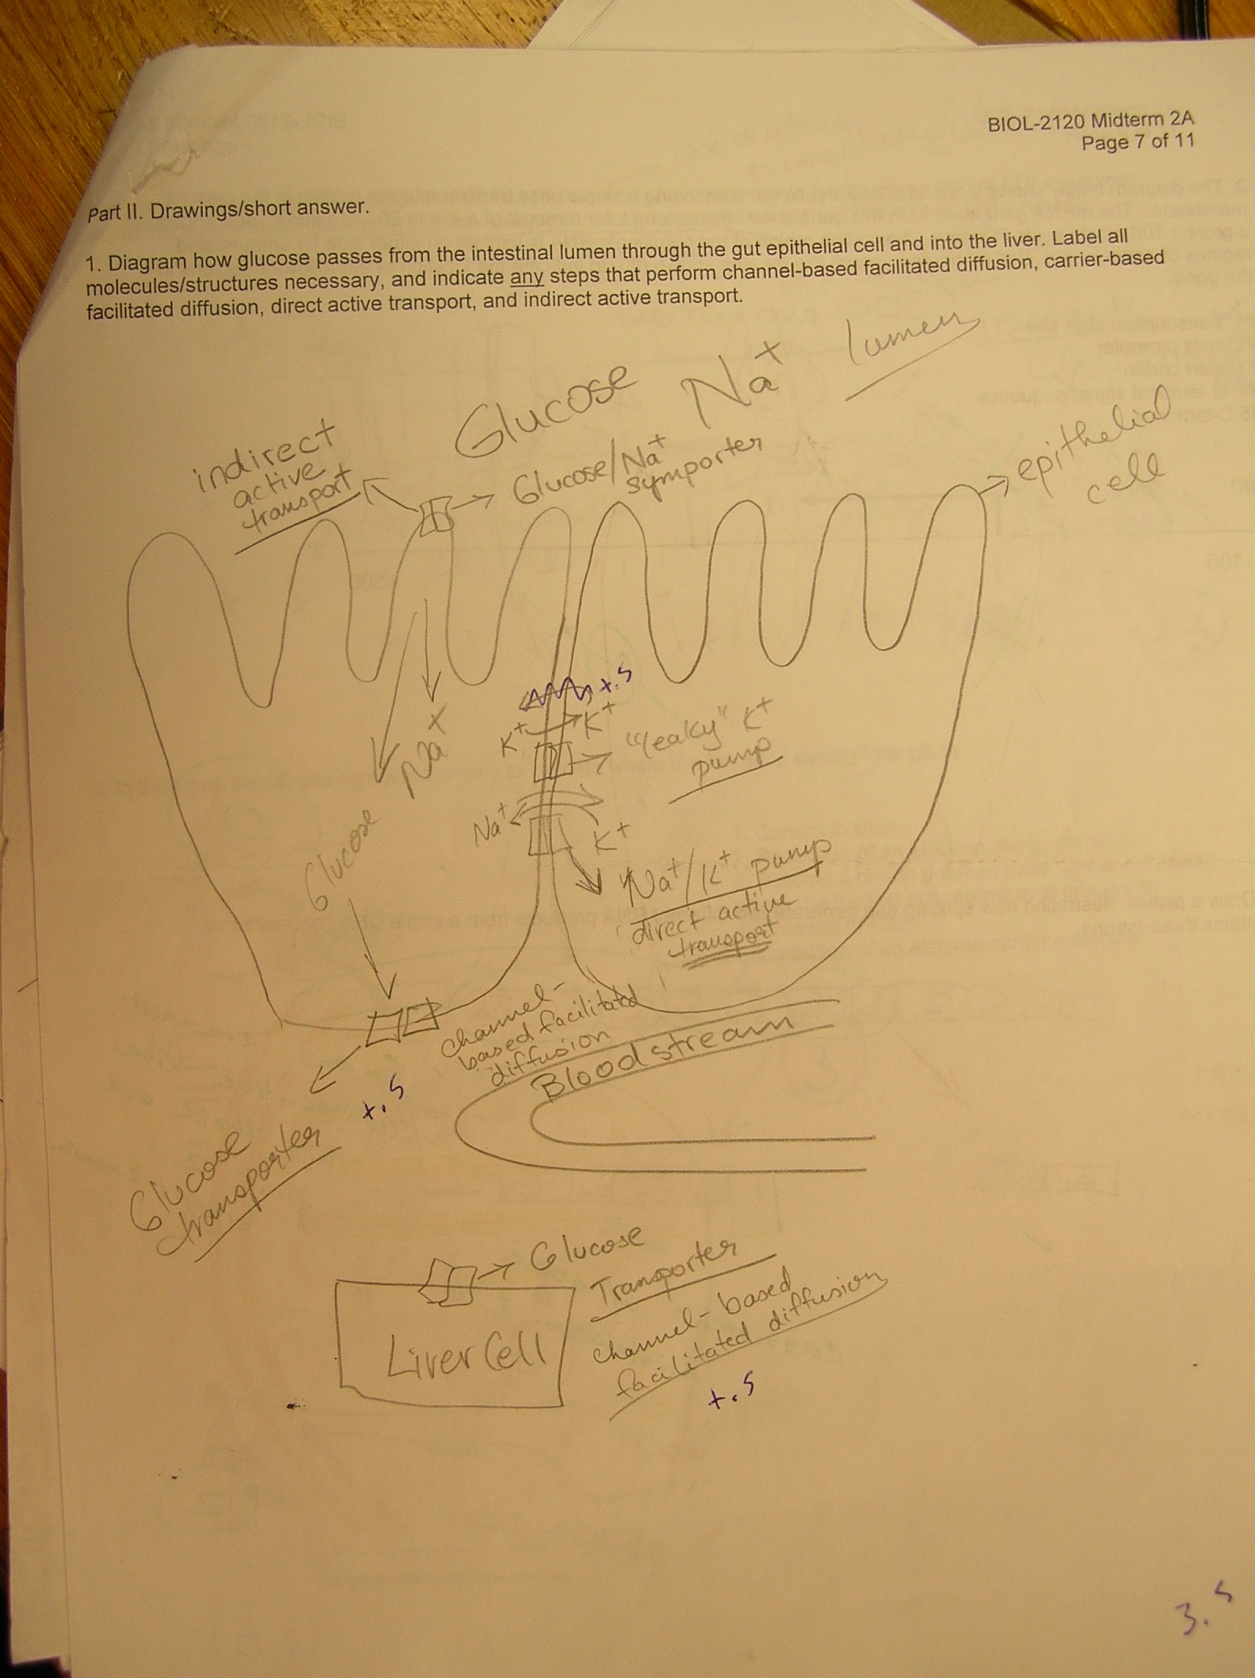 BIOL-2120 Midterm 2A
Page 7 of 11
Part II. Drawings/short answer.
1. Diagram how glucose passes from the intestinal lumen through the gut epithelial cell and into the liver. Label all
molecules/structures necessary, and indicate any steps that perform channel-based facilitated diffusion, carrier-based
facilitated diffusion, direct active transport, and indirect active transport.
lumen
Glucose
Na+
indirect
active
transport
Glucose/Na+
symporter
epithelial
cell
+.5
K+
K+
"leaky" K+
pump
Na+
Na+
K+
Glucose
Na+/K+ pump
direct active
transport
channel-
based facilitated
diffusion
Bloodstream
+.5
Glucose
transporter
Glucose
Transporter
channel-based
facilitated diffusion
+.5
Liver Cell
3.5